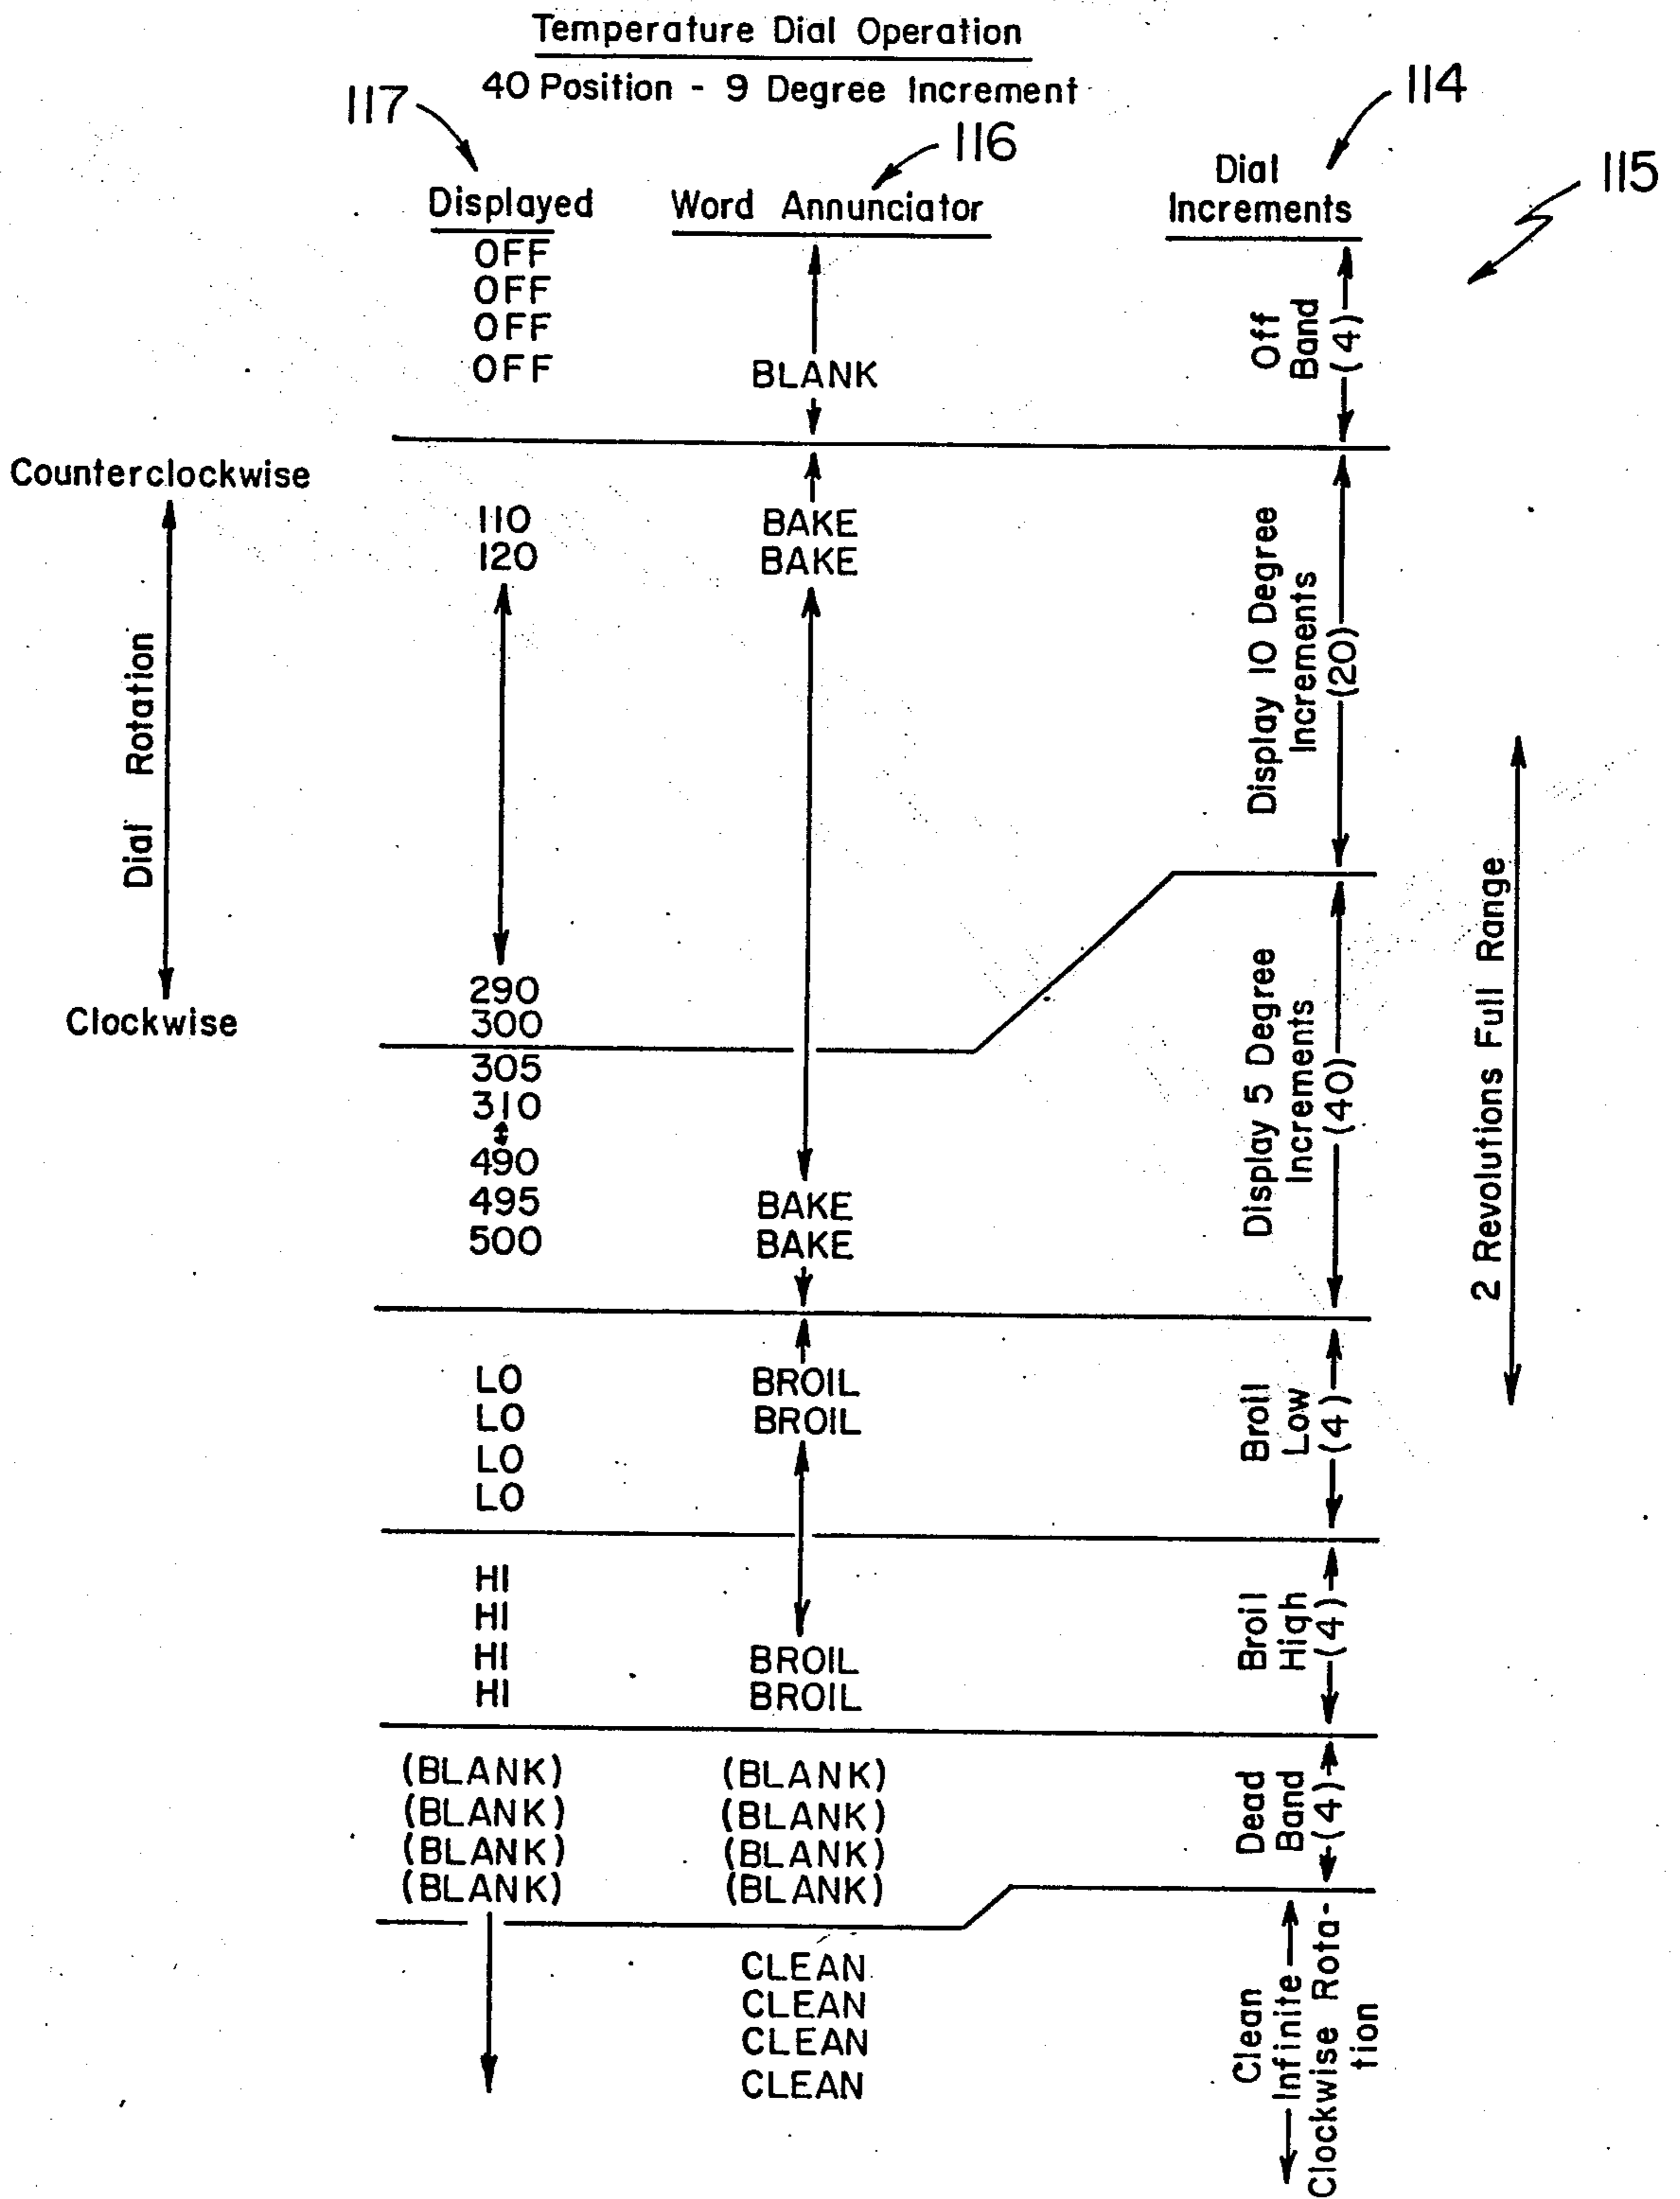 Temperature Dial Operation
40 Position - 9 Degree Increment
117
116
114
115
Displayed
Word Annunciator
Dial
Increments
OFF
OFF
OFF
OFF
BLANK
Off
Band
(4)
Counterclockwise
Dial Rotation
Clockwise
110
120
BAKE
BAKE
Display 10 Degree
Increments
(20)
290
300
305
310
490
495
500
BAKE
BAKE
Display 5 Degree
Increments
(40)
2 Revolutions Full Range
LO
LO
LO
LO
BROIL
BROIL
Broil
Low
(4)
HI
HI
HI
HI
BROIL
BROIL
Broil
High
(4)
(BLANK) (BLANK)
(BLANK) (BLANK)
(BLANK) (BLANK)
(BLANK) (BLANK)
Dead
Band
(4)
CLEAN
CLEAN
CLEAN
CLEAN
Clean
Infinite
Clockwise Rota-
tion